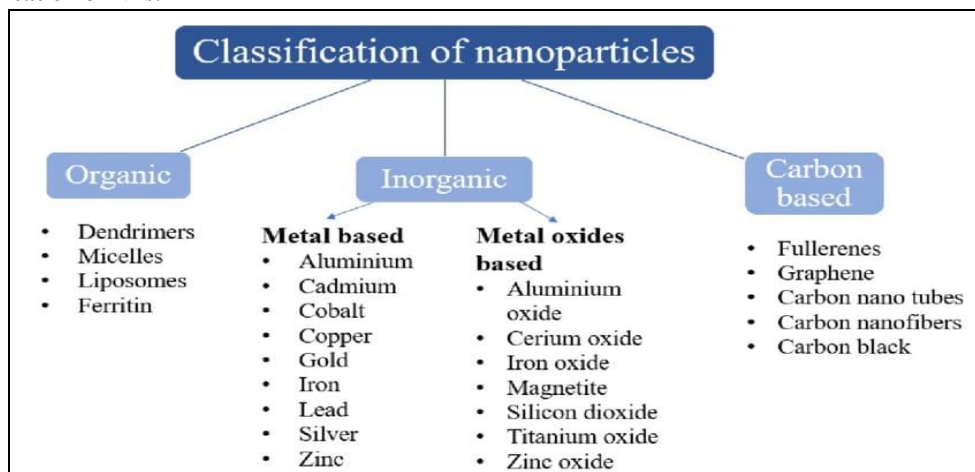 Classification of nanoparticles
Organic
• Dendrimers
• Micelles
• Liposomes
• Ferritin
Inorganic
Metal based
• Aluminium
• Cadmium
• Cobalt
• Copper
• Gold
• Iron
• Lead
• Silver
• Zinc
Metal oxides
based
• Aluminium
oxide
• Cerium oxide
• Iron oxide
• Magnetite
• Silicon dioxide
• Titanium oxide
• Zinc oxide
Carbon
based
• Fullerenes
• Graphene
• Carbon nano tubes
• Carbon nanofibers
• Carbon black